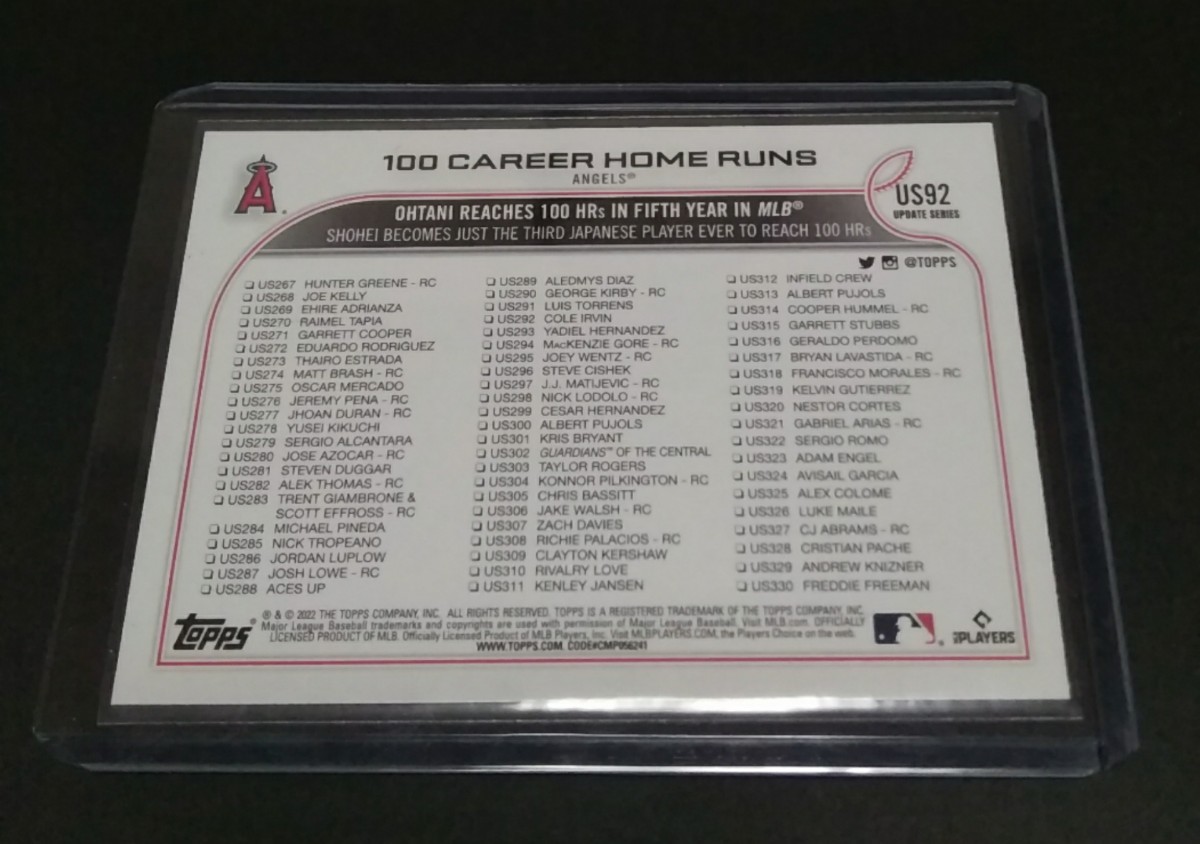 100 CAREER HOME RUNS
ANGELS®
A
US92
UPDATE SERIES
OHTANI REACHES 100 HRs IN FIFTH YEAR IN MLB®
SHOHEI BECOMES JUST THE THIRD JAPANESE PLAYER EVER TO REACH 100 HRs
@TOPPS
US267 HUNTER GREENE - RC
US268 JOE KELLY
US269 EHIRE ADRIANZA
US270 RAIMEL TAPIA
US271 GARRETT COOPER
US272 EDUARDO RODRIGUEZ
US273 THAIRO ESTRADA
US274 MATT BRASH - RC
US275 OSCAR MERCADO
US276 JEREMY PENA - RC
US277 JHOAN DURAN - RC
US278 YUSEI KIKUCHI
US279 SERGIO ALCANTARA
US280 JOSE AZOCAR - RC
US281 STEVEN DUGGAR
US282 ALEK THOMAS - RC
US283 TRENT GIAMBRONE &
SCOTT EFFROSS - RC
US284 MICHAEL PINEDA
US285 NICK TROPEANO
US286 JORDAN LUPLOW
US287 JOSH LOWE - RC
US288 ACES UP
US289 ALEDMYS DIAZ
US290 GEORGE KIRBY - RC
US291 LUIS TORRENS
US292 COLE IRVIN
US293 YADIEL HERNANDEZ
US294 MacKENZIE GORE - RC
US295 JOEY WENTZ - RC
US296 STEVE CISHEK
US297 J.J. MATIJEVIC - RC
US298 NICK LODOLO - RC
US299 CESAR HERNANDEZ
US300 ALBERT PUJOLS
US301 KRIS BRYANT
US302 GUARDIANS™ OF THE CENTRAL
US303 TAYLOR ROGERS
US304 KONNOR PILKINGTON - RC
US305 CHRIS BASSITT
US306 JAKE WALSH - RC
US307 ZACH DAVIES
US308 RICHIE PALACIOS - RC
US309 CLAYTON KERSHAW
US310 RIVALRY LOVE
US311 KENLEY JANSEN
US312 INFIELD CREW
US313 ALBERT PUJOLS
US314 COOPER HUMMEL - RC
US315 GARRETT STUBBS
US316 GERALDO PERDOMO
US317 BRYAN LAVASTIDA - RC
US318 FRANCISCO MORALES - RC
US319 KELVIN GUTIERREZ
US320 NESTOR CORTES
US321 GABRIEL ARIAS - RC
US322 SERGIO ROMO
US323 ADAM ENGEL
US324 AVISAIL GARCIA
US325 ALEX COLOME
US326 LUKE MAILE
US327 CJ ABRAMS - RC
US328 CRISTIAN PACHE
US329 ANDREW KNIZNER
US330 FREDDIE FREEMAN
Topps®
® & © 2022 THE TOPPS COMPANY, INC. ALL RIGHTS RESERVED. TOPPS IS A REGISTERED TRADEMARK OF THE TOPPS COMPANY, INC.
Major League Baseball trademarks and copyrights are used with permission of Major League Baseball. Visit MLB.com. OFFICIALLY
LICENSED PRODUCT OF MLB. Officially Licensed Product of MLB Players, Inc. Visit MLBPLAYERS.COM, the Players Choice on the web.
WWW.TOPPS.COM CODE#CMP056241
PLAYERS